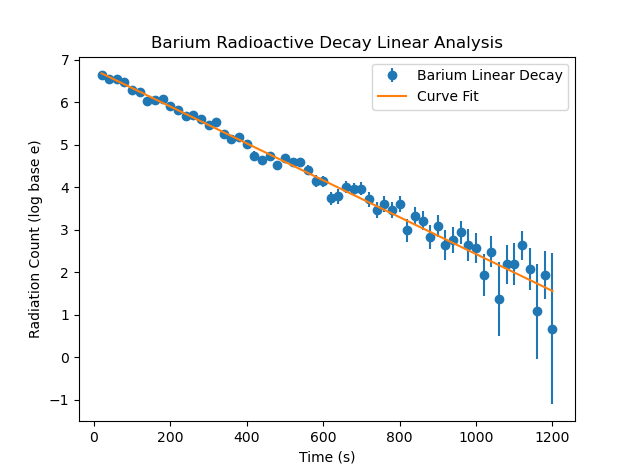 Barium Radioactive Decay Linear Analysis
Barium Linear Decay
Curve Fit
Radiation Count (log base e)
7
6
5
4
3
2
1
0
−1
0 200 400 600 800 1000 1200
Time (s)